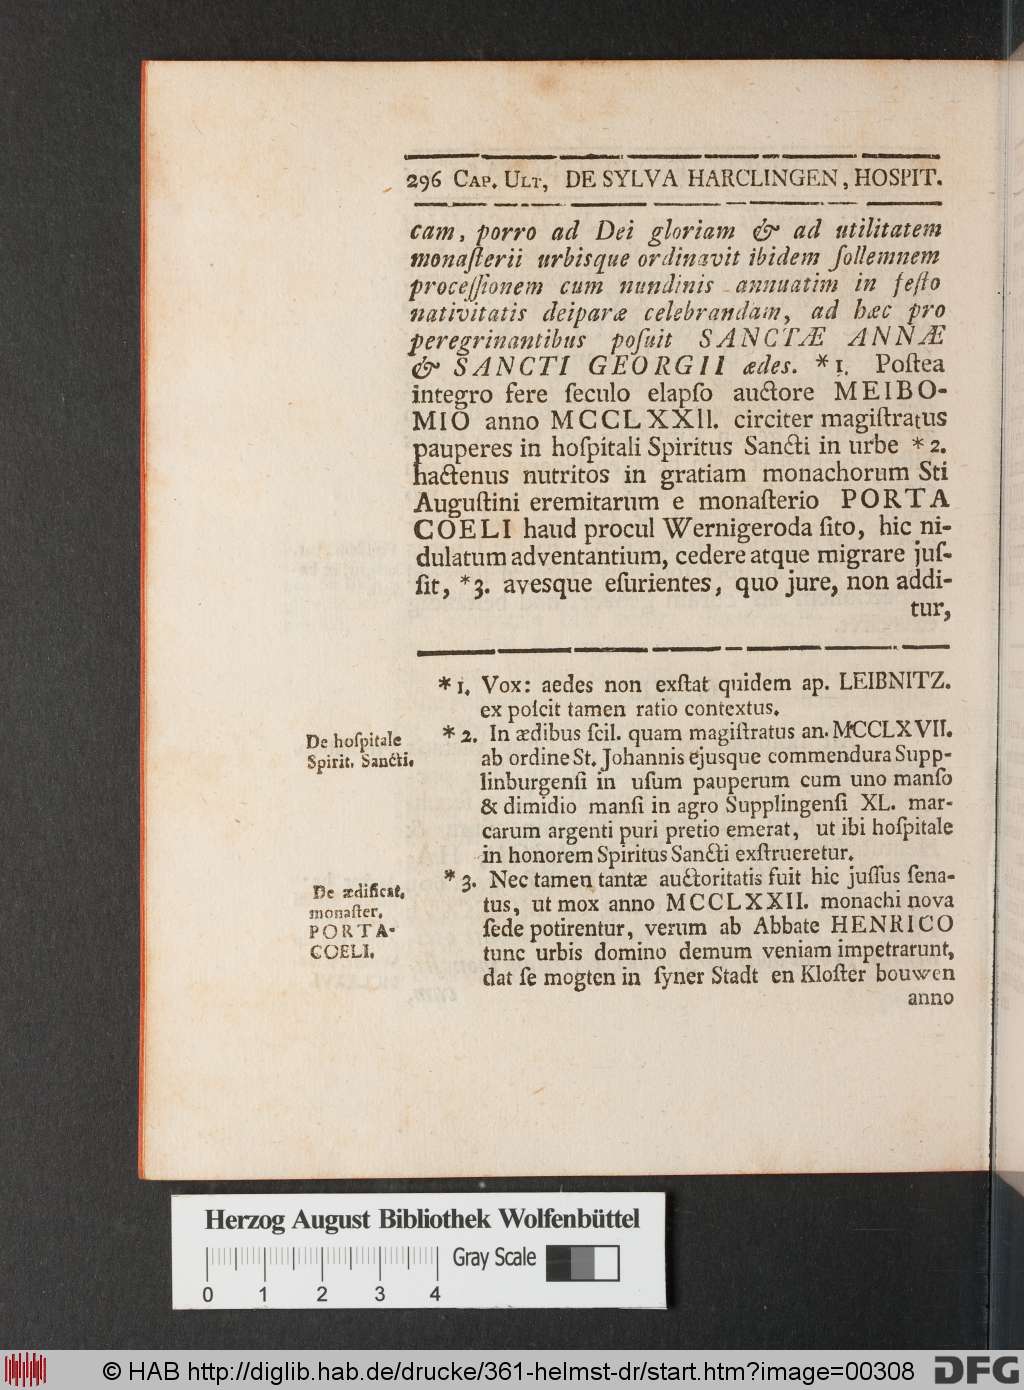 296 CAP. ULT, DE SYLVA HARCLINGEN, HOSPIT.
cam, porro ad Dei gloriam & ad utilitatem
monaſterii urbisque ordinavit ibidem ſollemnem
proceſſionem cum nundinis annuatim in feſto
nativitatis deiparæ celebrandam, ad hæc pro
peregrinantibus poſuit SANCTÆ ANNÆ
& SANCTI GEORGII ædes. *1. Poſtea
integro fere ſeculo elapſo auctore MEIBO-
MIO anno MCCLXXII. circiter magiſtratus
pauperes in hoſpitali Spiritus Sancti in urbe *2.
hactenus nutritos in gratiam monachorum Sti
Auguſtini eremitarum e monaſterio PORTA
COELI haud procul Wernigeroda ſito, hic ni-
dulatum adventantium, cedere atque migrare juſ-
ſit, *3. avesque eſurientes, quo jure, non addi-
tur,
*1. Vox: aedes non exſtat quidem ap. LEIBNITZ.
ex poſcit tamen ratio contextus.
De hoſpitale
Spirit. Sancti.
*2. In ædibus ſcil. quam magiſtratus an. MCCLXVII.
ab ordine St. Johannis ejusque commendura Supp-
linburgenſi in uſum pauperum cum uno manſo
& dimidio manſi in agro Supplingenſi XL. mar-
carum argenti puri pretio emerat, ut ibi hoſpitale
in honorem Spiritus Sancti exſtrueretur.
De ædificat.
monaſter.
PORTA-
COELI.
*3. Nec tamen tantæ auctoritatis fuit hic juſſus ſena-
tus, ut mox anno MCCLXXII. monachi nova
ſede potirentur, verum ab Abbate HENRICO
tunc urbis domino demum veniam impetrarunt,
dat ſe mogten in ſyner Stadt en Kloſter bouwen
anno
Herzog August Bibliothek Wolfenbüttel
Gray Scale
0 1 2 3 4
© HAB http://diglib.hab.de/drucke/361-helmst-dr/start.htm?image=00308
DFG